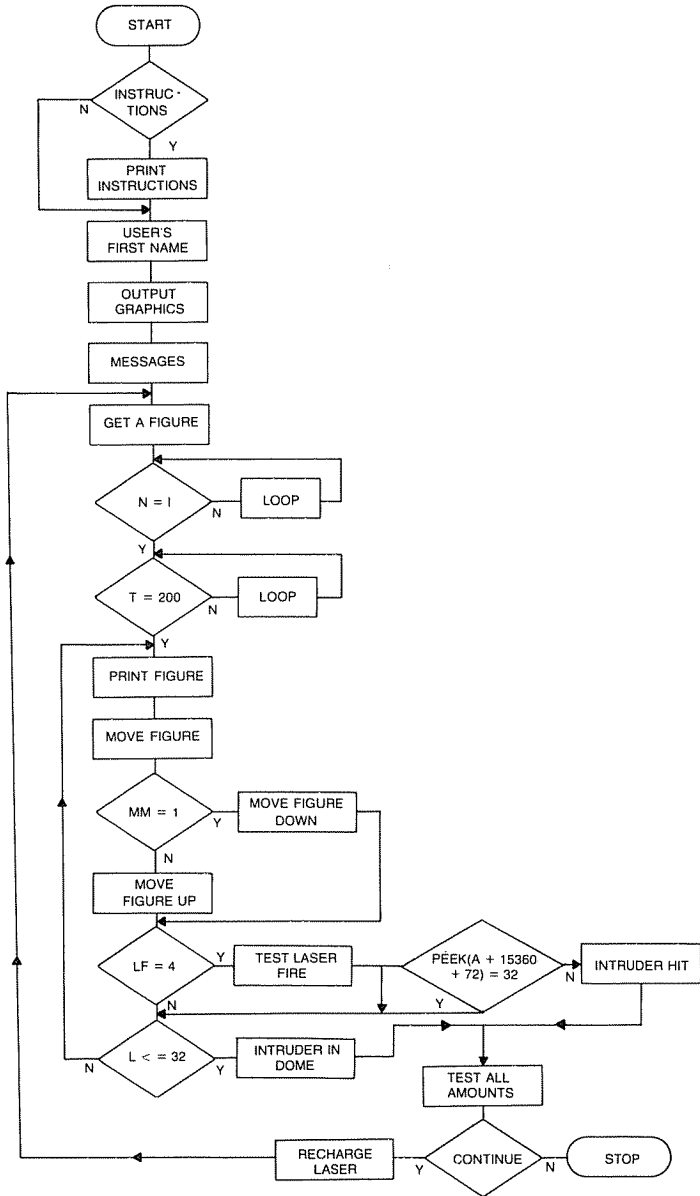 START
INSTRUC-
TIONS
N
Y
PRINT
INSTRUCTIONS
USER'S
FIRST NAME
OUTPUT
GRAPHICS
MESSAGES
GET A FIGURE
N = I
N
LOOP
Y
T = 200
N
LOOP
Y
PRINT FIGURE
MOVE FIGURE
MM = 1
Y
MOVE FIGURE
DOWN
N
MOVE
FIGURE UP
LF = 4
Y
TEST LASER
FIRE
PEEK(A + 15360
+ 72) = 32
N
INTRUDER HIT
Y
N
L < = 32
N
Y
INTRUDER IN
DOME
TEST ALL
AMOUNTS
RECHARGE
LASER
Y
CONTINUE
N
STOP